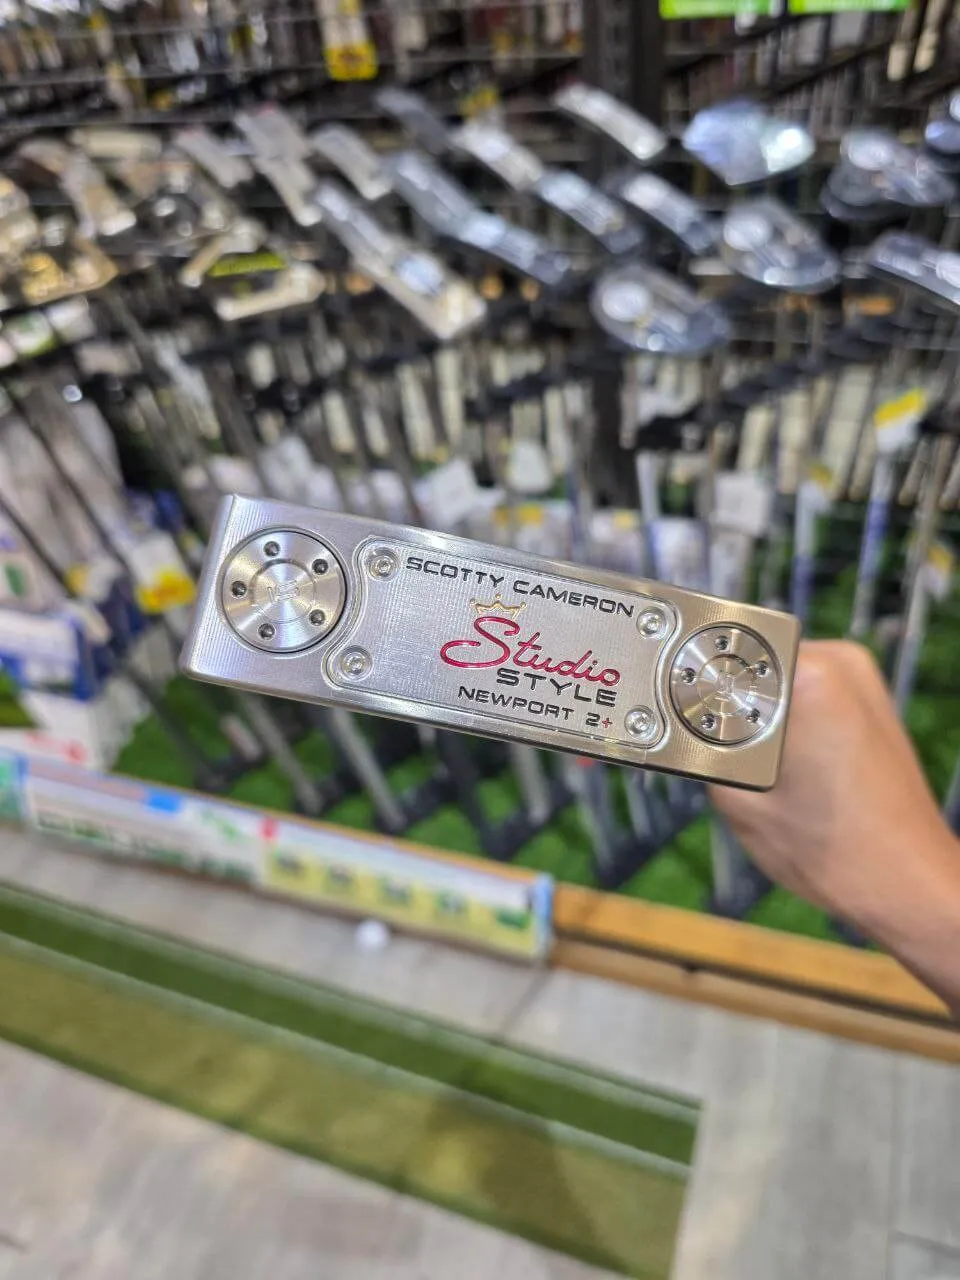 SCOTTY CAMERON
Studio
STYLE
NEWPORT 2+